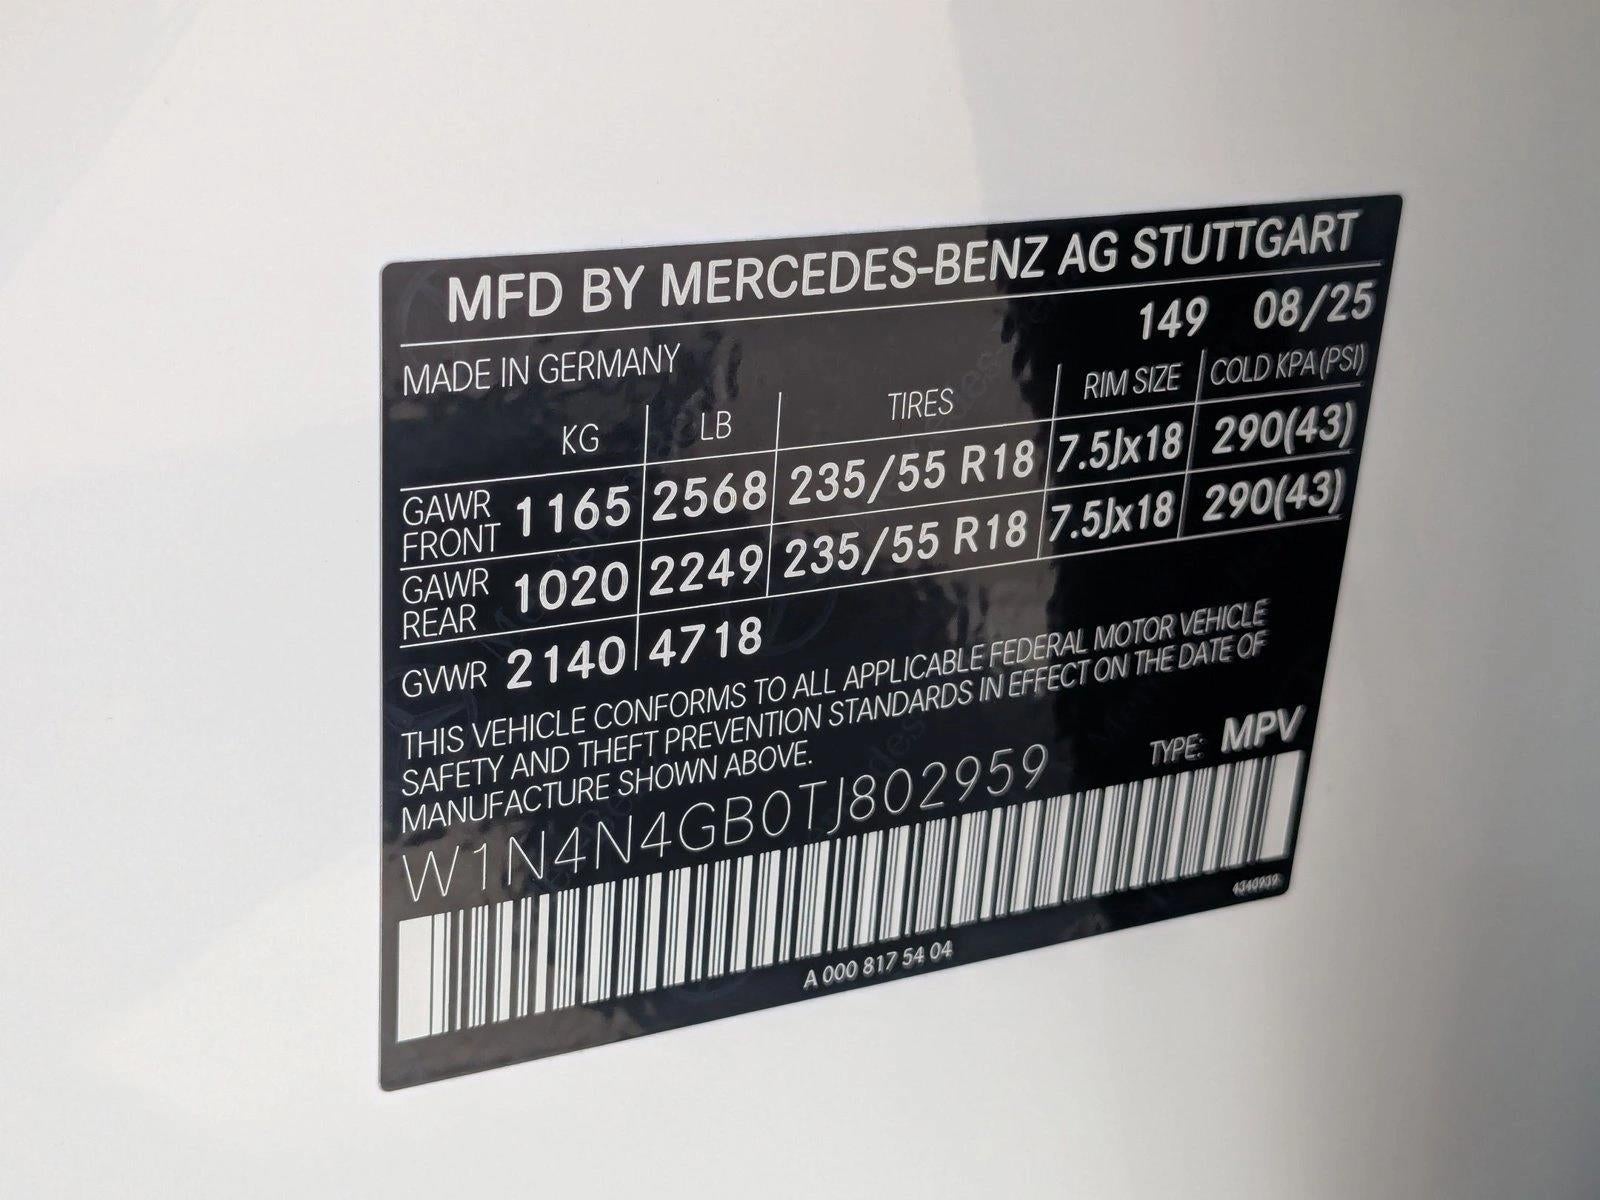 MFD BY MERCEDES-BENZ AG STUTTGART
149 08/25
MADE IN GERMANY
KG LB TIRES RIM SIZE COLD KPA (PSI)
GAWR FRONT 1165 2568 235/55 R18 7.5Jx18 290(43)
GAWR REAR 1020 2249 235/55 R18 7.5Jx18 290(43)
GVWR 2140 4718
THIS VEHICLE CONFORMS TO ALL APPLICABLE FEDERAL MOTOR VEHICLE
SAFETY AND THEFT PREVENTION STANDARDS IN EFFECT ON THE DATE OF
MANUFACTURE SHOWN ABOVE.
TYPE: MPV
W1N4N4GB0TJ802959
4340939
A 000 817 54 04